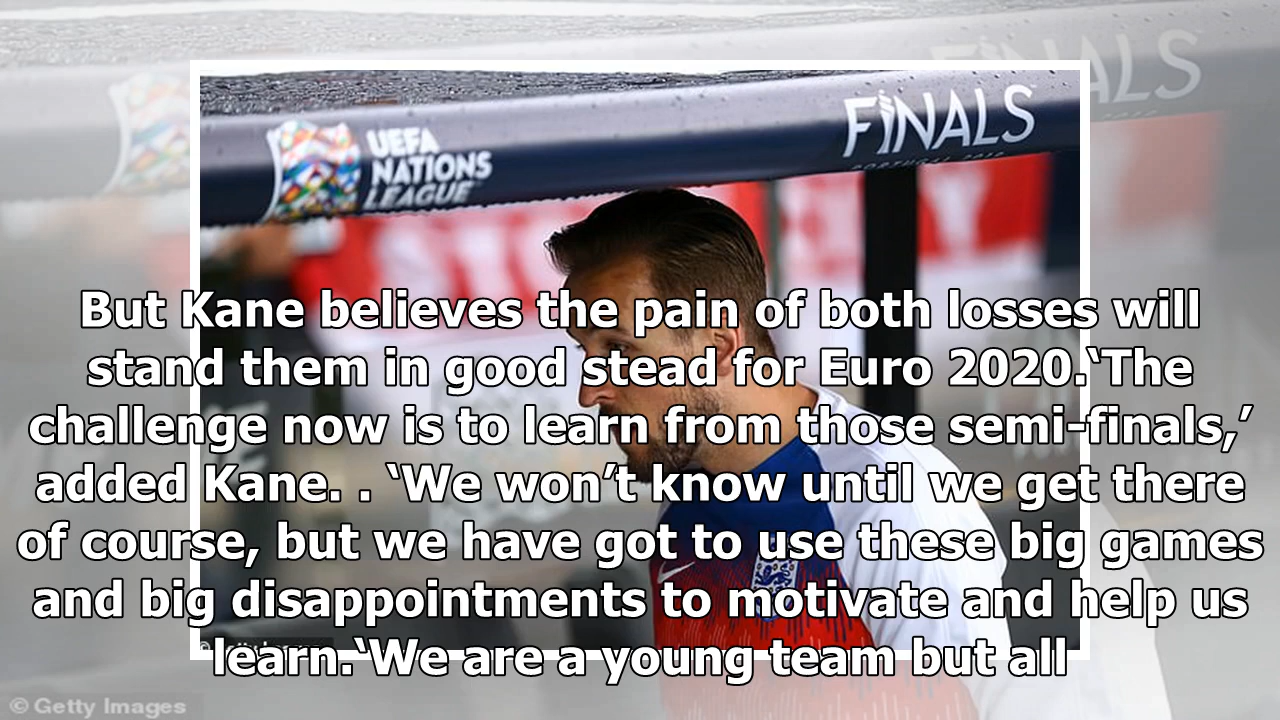 FINALS
PORTUGAL 2019
UEFA
NATIONS
LEAGUE
But Kane believes the pain of both losses will
stand them in good stead for Euro 2020.‘The
challenge now is to learn from those semi-finals,’
added Kane. . ‘We won’t know until we get there
of course, but we have got to use these big games
and big disappointments to motivate and help us
learn.‘We are a young team but all
© Getty Images